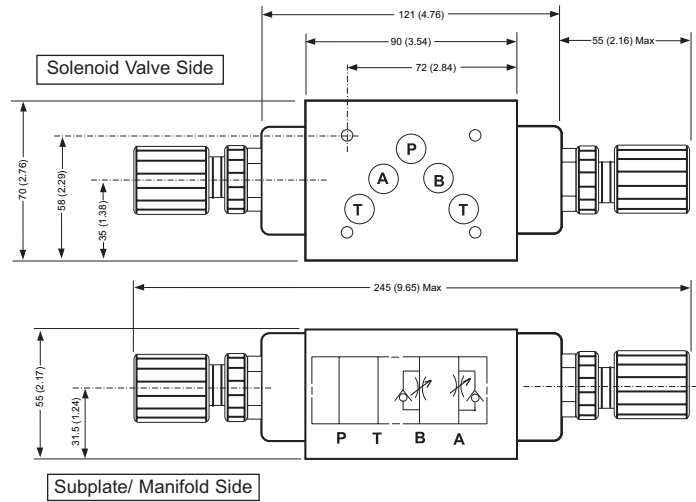 121 (4.76)
90 (3.54)
55 (2.16) Max
72 (2.84)
Solenoid Valve Side
70 (2.76)
58 (2.29)
35 (1.38)
P
A
B
T
T
245 (9.65) Max
55 (2.17)
31.5 (1.24)
P T B A
Subplate/ Manifold Side